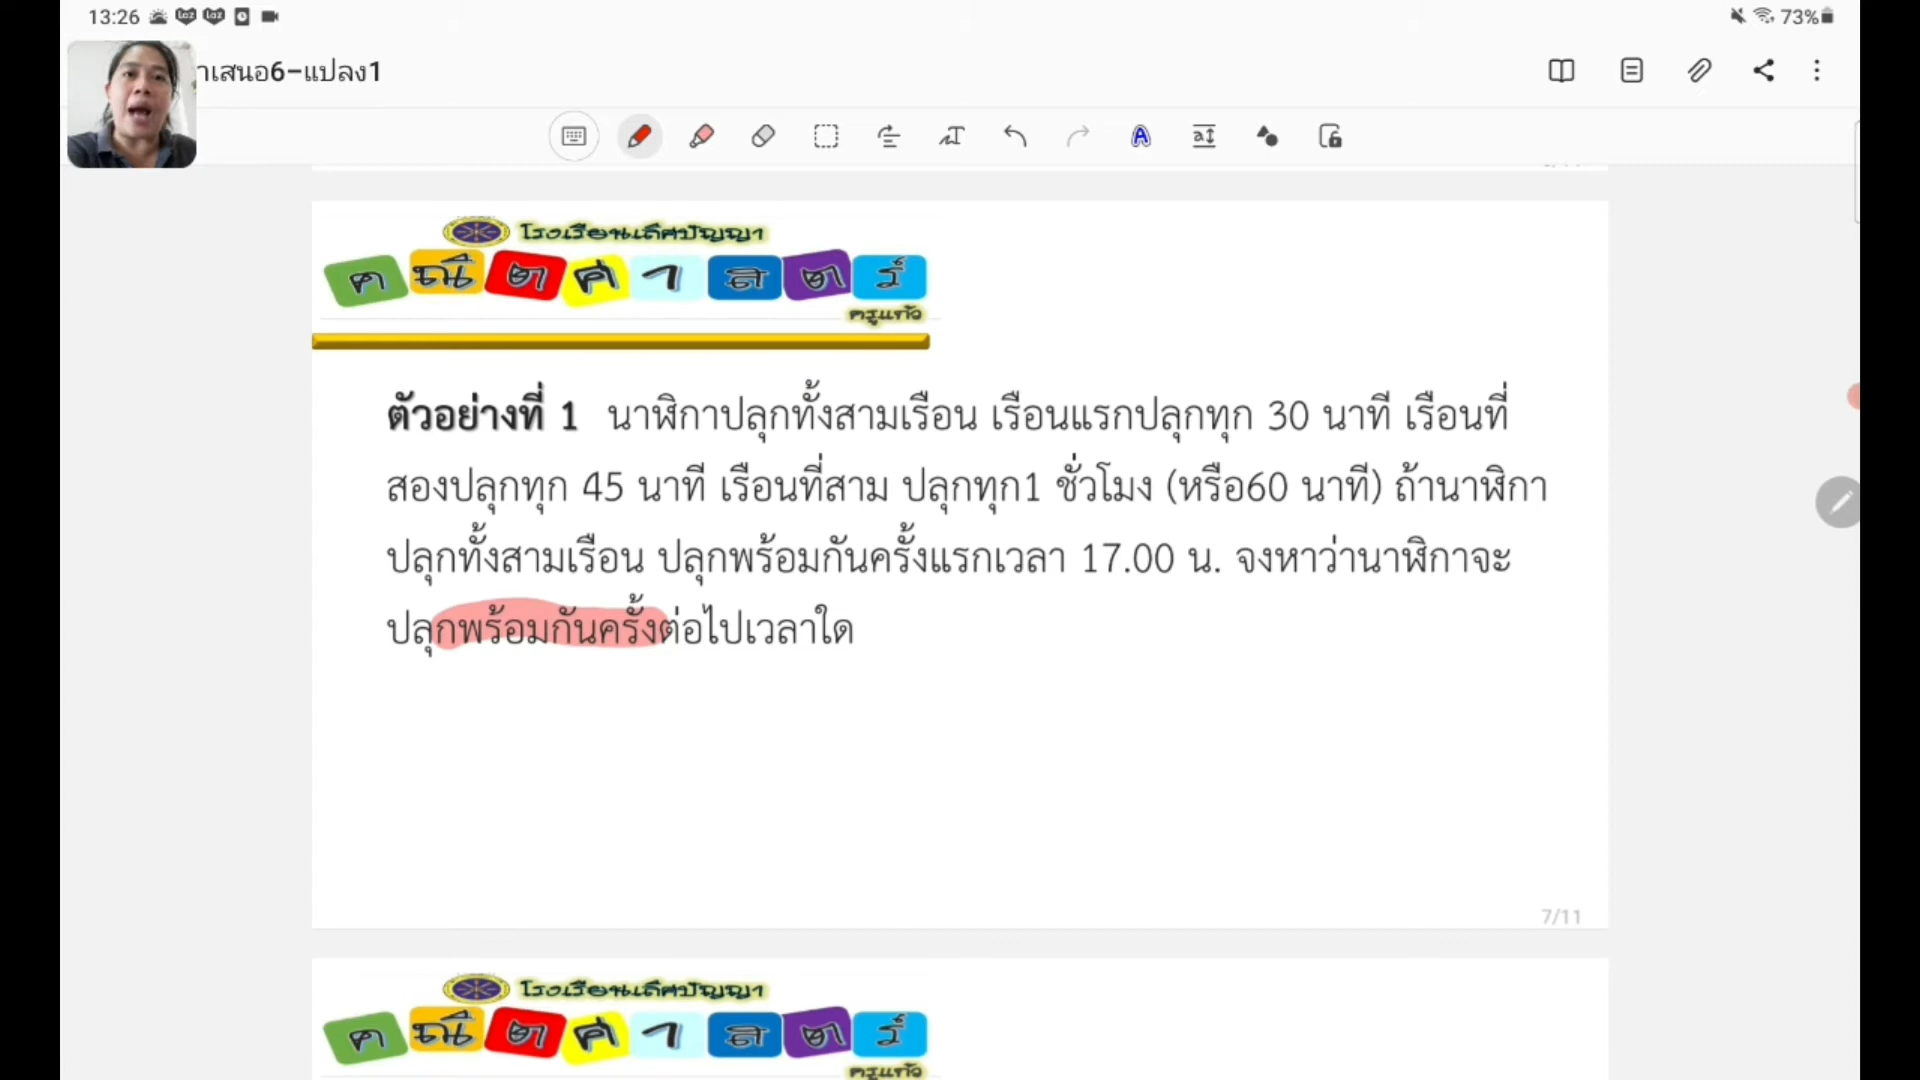 13:26
73%
าเสนอ6-แปลง1
โรงเรียนเลิศปัญญา
คณิตศาสตร์
ครูแก้ว
ตัวอย่างที่ 1 นาฬิกาปลุกทั้งสามเรือน เรือนแรกปลุกทุก 30 นาที เรือนที่
สองปลุกทุก 45 นาที เรือนที่สาม ปลุกทุก1 ชั่วโมง (หรือ60 นาที) ถ้านาฬิกา
ปลุกทั้งสามเรือน ปลุกพร้อมกันครั้งแรกเวลา 17.00 น. จงหาว่านาฬิกาจะ
ปลุกพร้อมกันครั้งต่อไปเวลาใด
7/11
โรงเรียนเลิศปัญญา
คณิตศาสตร์
ครูแก้ว